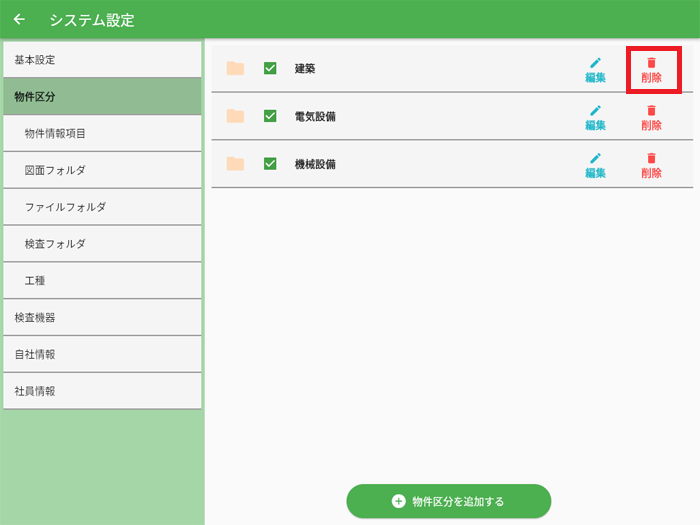 システム設定
基本設定
物件区分
物件情報項目
図面フォルダ
ファイルフォルダ
検査フォルダ
工種
検査機器
自社情報
社員情報
建築
編集
削除
電気設備
編集
削除
機械設備
編集
削除
物件区分を追加する